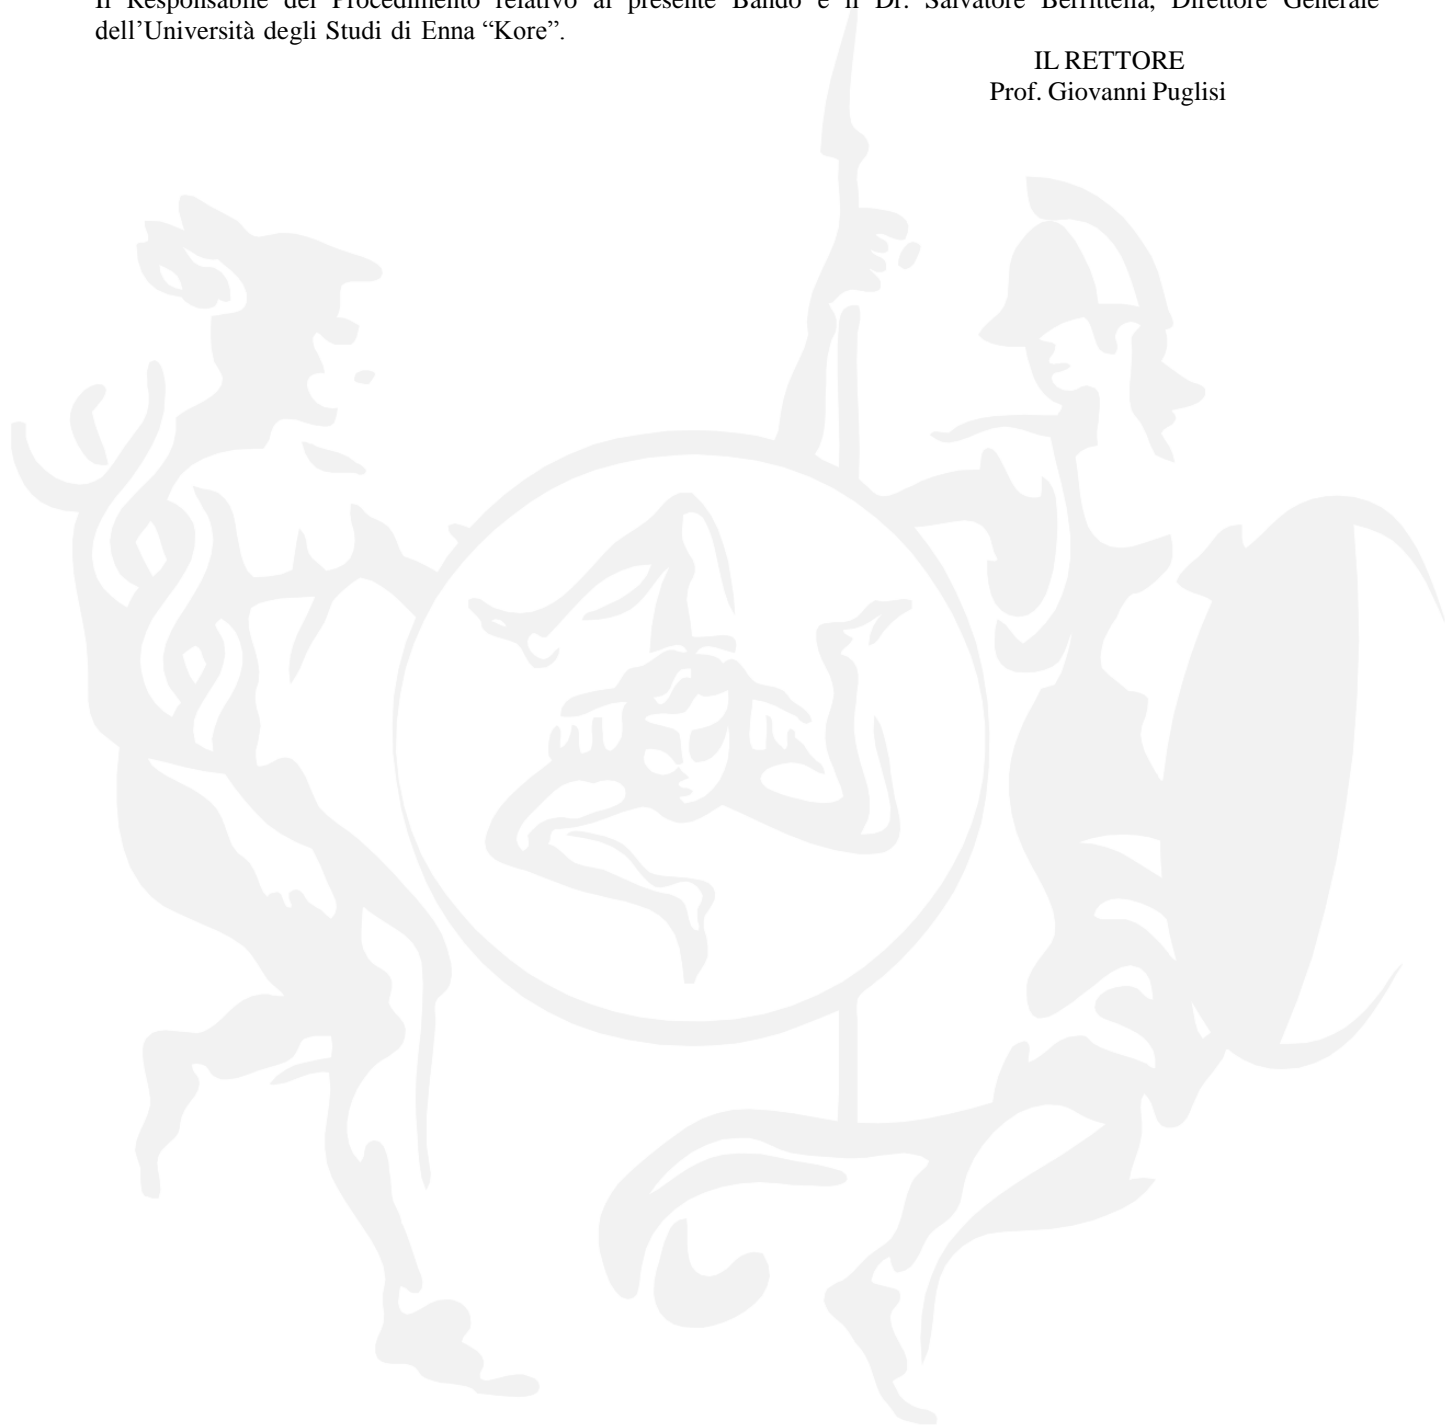 Il Responsabile del Procedimento relativo al presente Bando è il Dr. Salvatore Berrittella, Direttore Generale
dell’Università degli Studi di Enna “Kore”.
IL RETTORE
Prof. Giovanni Puglisi